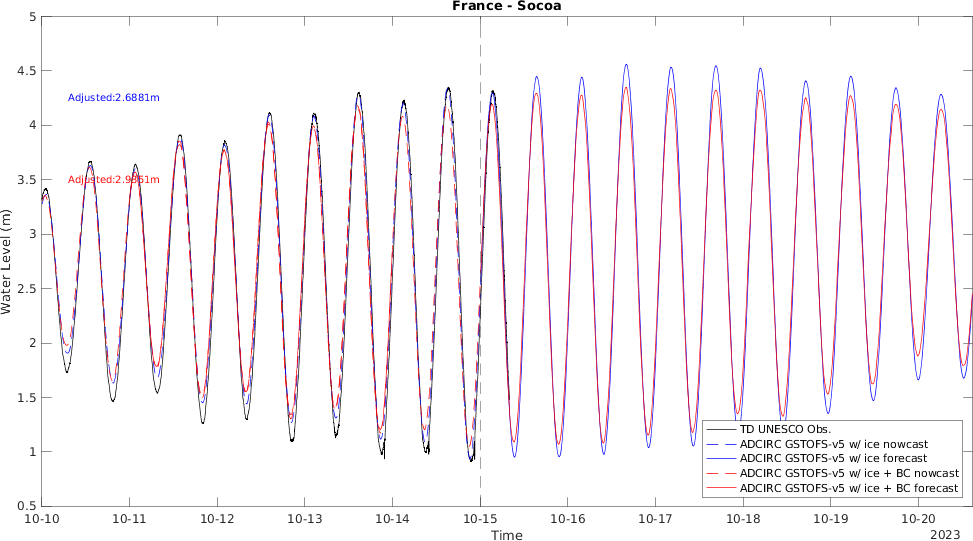 France - Socoa
5
4.5
4
3.5
3
2.5
2
1.5
1
0.5
Water Level (m)
Adjusted:2.6881m
Adjusted:2.9361m
TD UNESCO Obs.
ADCIRC GSTOFS-v5 w/ ice nowcast
ADCIRC GSTOFS-v5 w/ ice forecast
ADCIRC GSTOFS-v5 w/ ice + BC nowcast
ADCIRC GSTOFS-v5 w/ ice + BC forecast
10-10 10-11 10-12 10-13 10-14 10-15 10-16 10-17 10-18 10-19 10-20
Time
2023